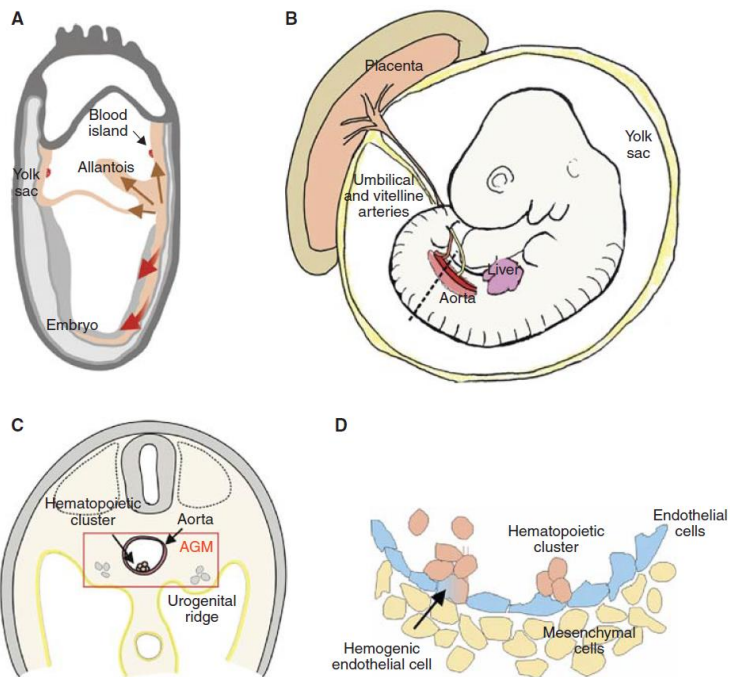 A
Blood
island
Allantois
Yolk
sac
Embryo
B
Placenta
Yolk
sac
Umbilical
and vitelline
arteries
Liver
Aorta
C
Hematopoietic
cluster
Aorta
AGM
Urogenital
ridge
D
Endothelial
cells
Hematopoietic
cluster
Mesenchymal
cells
Hemogenic
endothelial cell